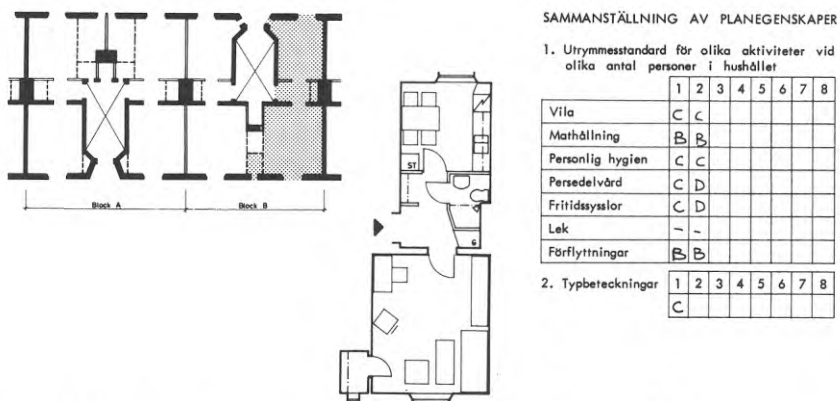 SAMMANSTÄLLNING AV PLANEGENSKAPER
1. Utrymmesstandard för olika aktiviteter vid
olika antal personer i hushållet
1 2 3 4 5 6 7 8
Vila C C
Mathållning B B
Personlig hygien C C
Persedelvård C D
Fritidssysslor C D
Lek - -
Förflyttningar B B
2. Typbeteckningar 1 2 3 4 5 6 7 8
C
Block A Block B
ST
G